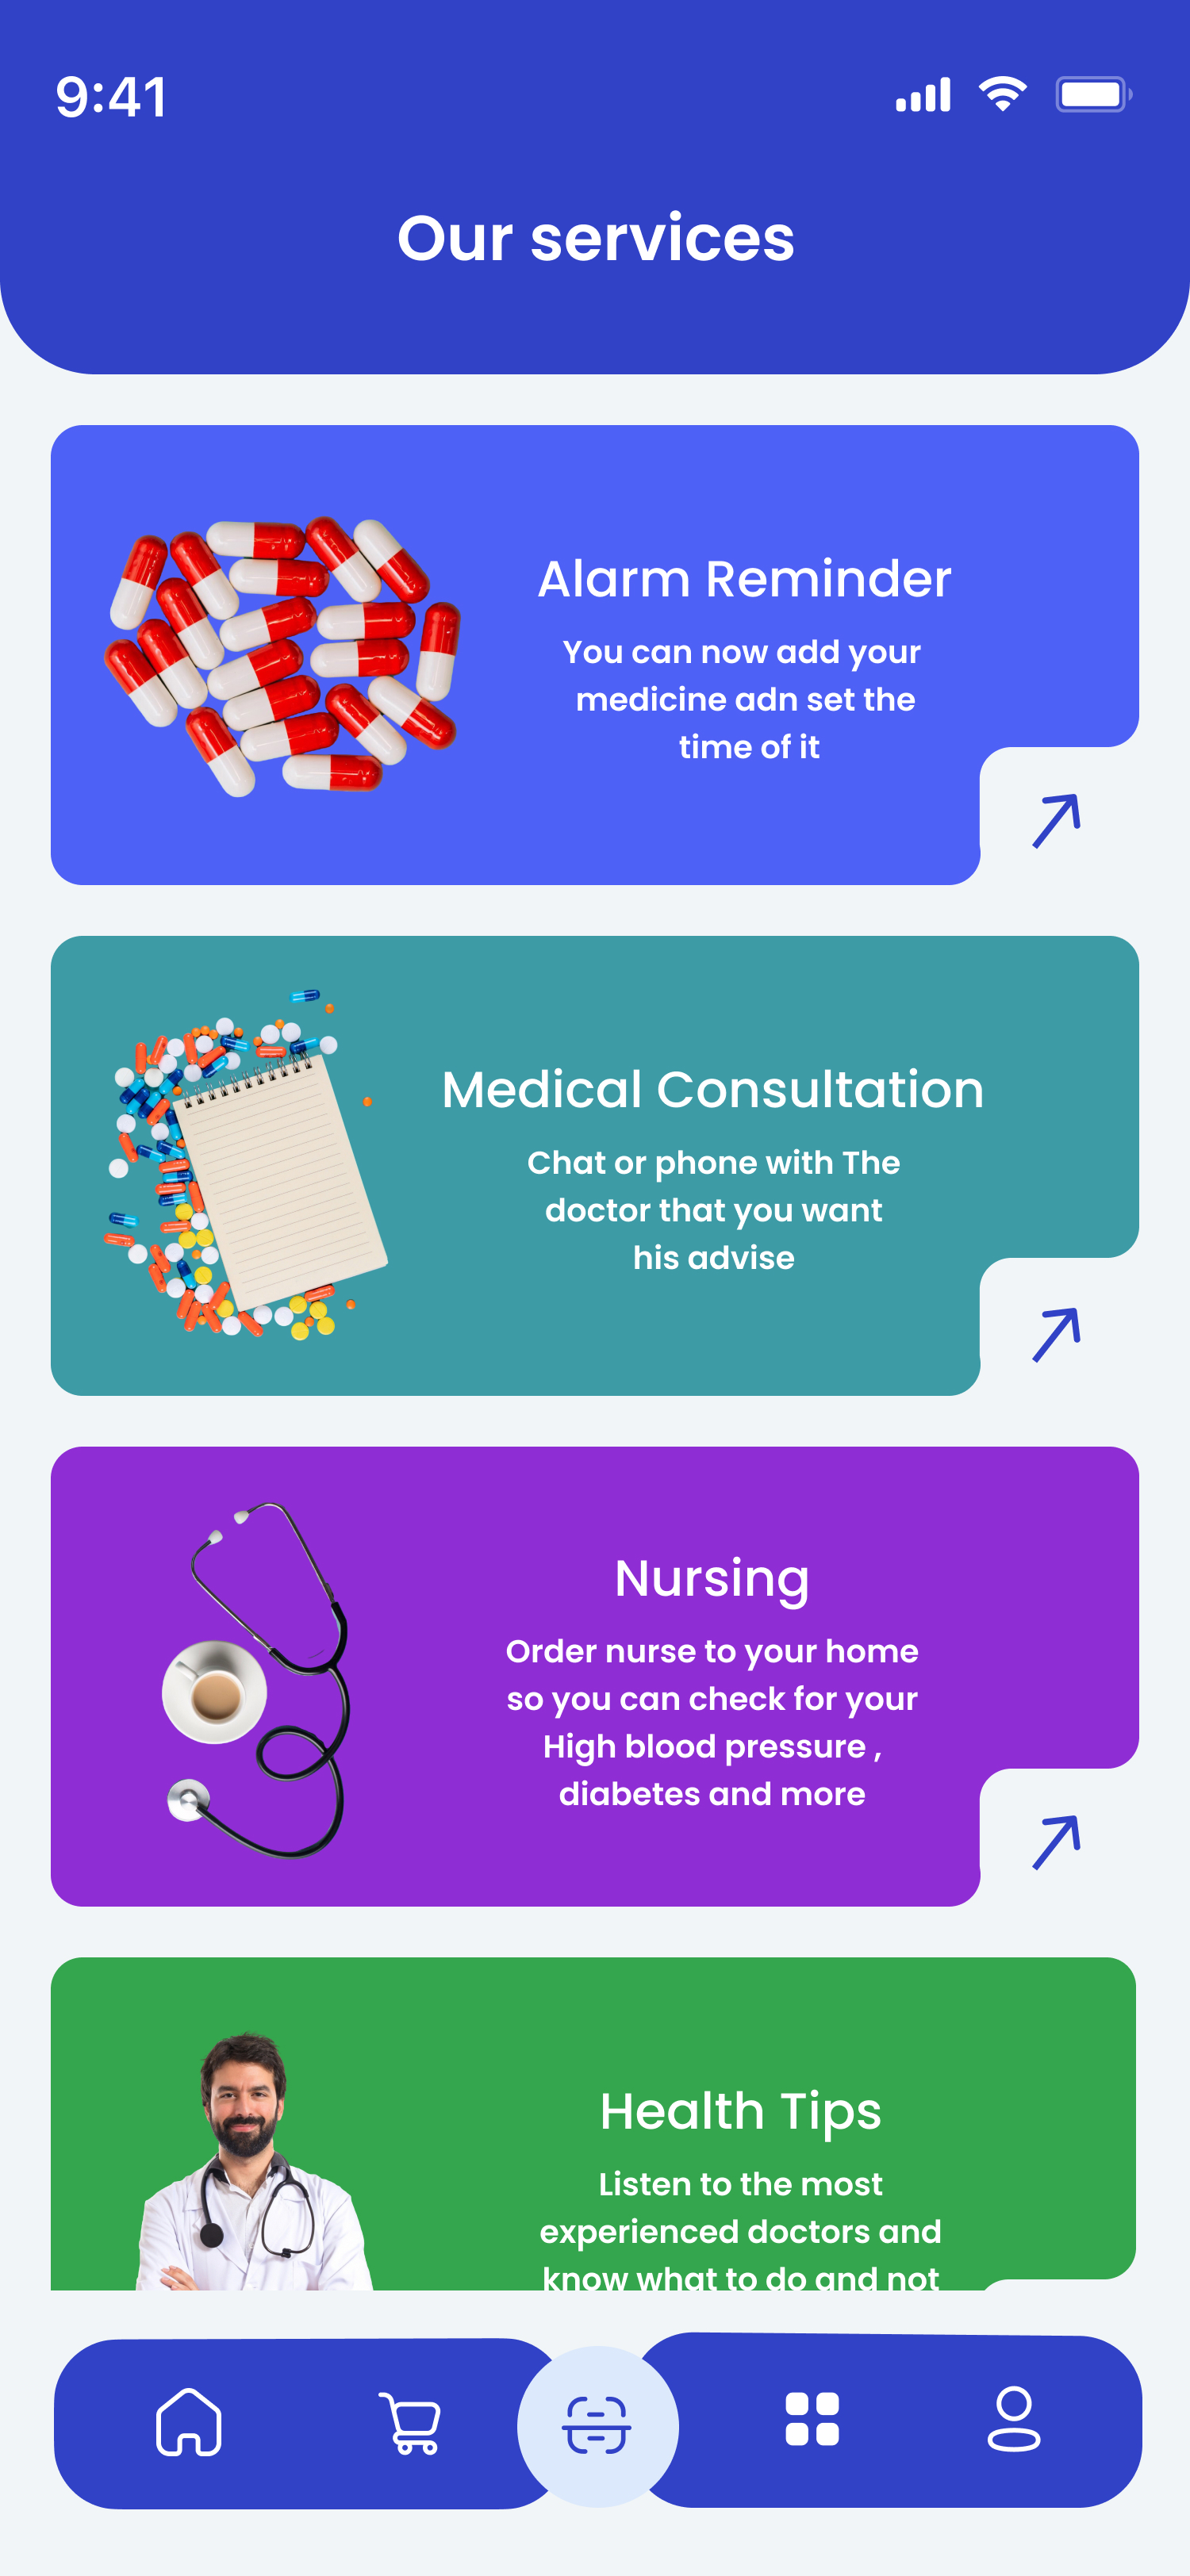 9:41
Our services
Alarm Reminder
You can now add your
medicine adn set the
time of it
Medical Consultation
Chat or phone with The
doctor that you want
his advise
Nursing
Order nurse to your home
so you can check for your
High blood pressure ,
diabetes and more
Health Tips
Listen to the most
experienced doctors and
know what to do and not